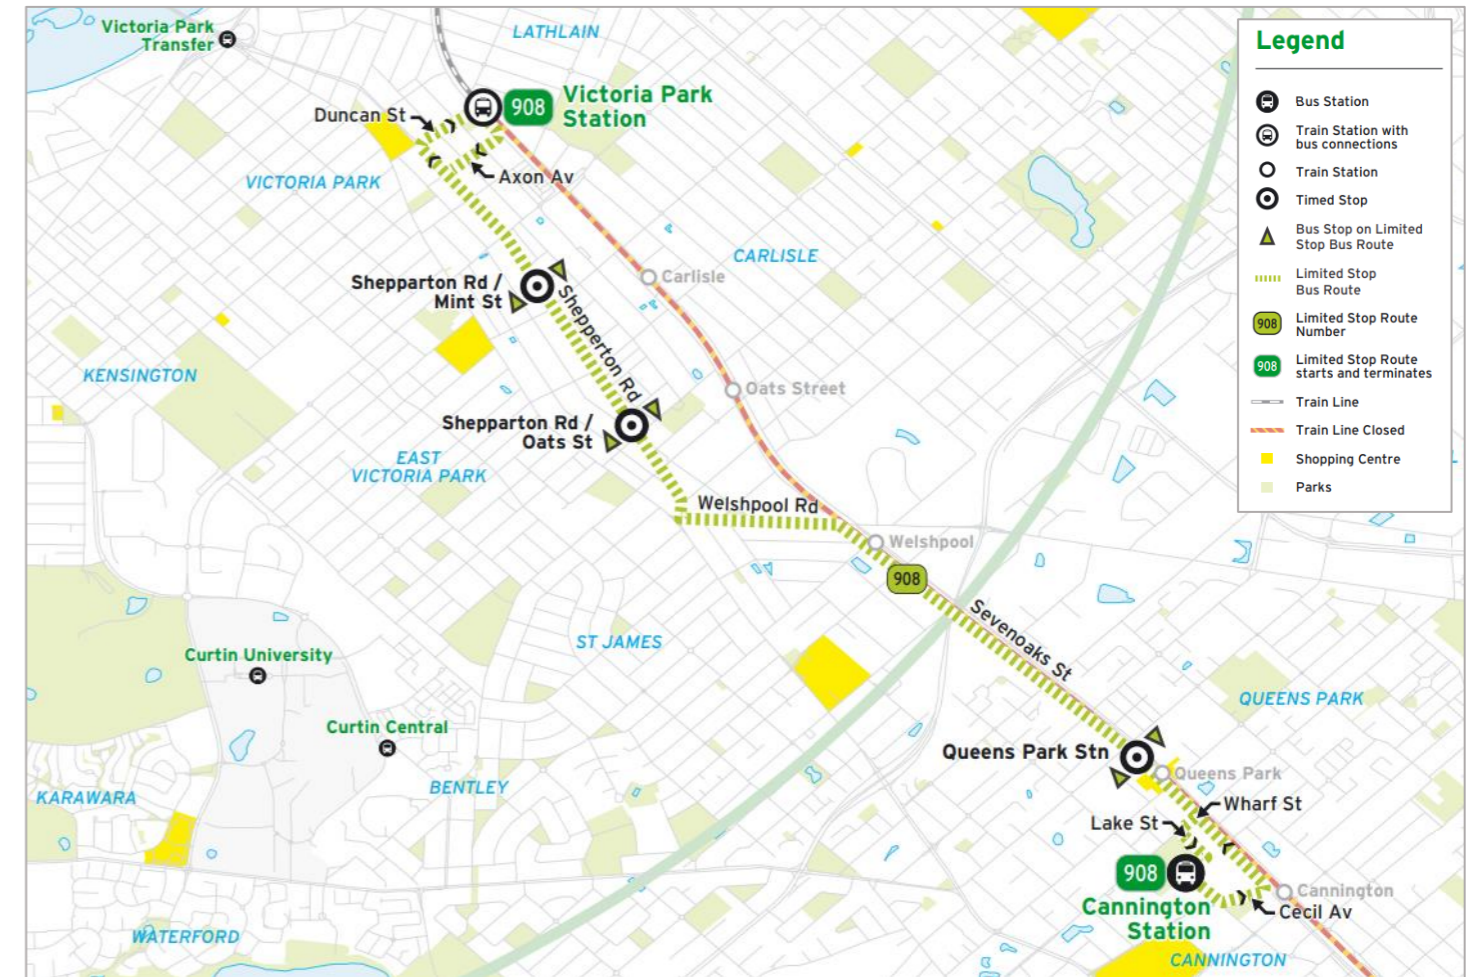 Victoria Park
Transfer
LATHLAIN
Legend
Bus Station
Train Station with
bus connections
Train Station
Timed Stop
Bus Stop on Limited
Stop Bus Route
Limited Stop
Bus Route
908
Limited Stop Route
Number
908
Limited Stop Route
starts and terminates
Train Line
Train Line Closed
Shopping Centre
Parks
908
Victoria Park
Station
Duncan St
Axon Av
VICTORIA PARK
CARLISLE
Carlisle
Shepparton Rd /
Mint St
Shepperton Rd
KENSINGTON
Oats Street
Shepparton Rd /
Oats St
EAST
VICTORIA PARK
Welshpool Rd
Welshpool
908
Sevenoaks St
ST JAMES
Curtin University
QUEENS PARK
Curtin Central
Queens Park Stn
Queens Park
BENTLEY
KARAWARA
Wharf St
Lake St
908
Cannington
Station
Cannington
Cecil Av
WATERFORD
CANNINGTON